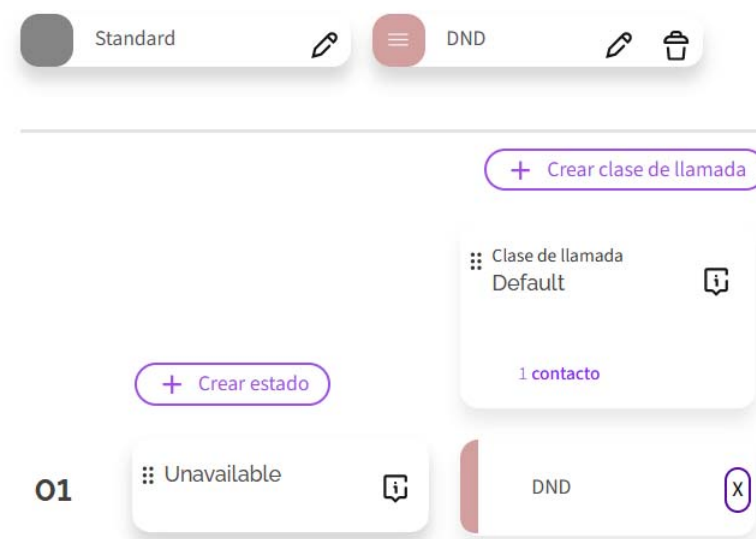 Standard
DND
+ Crear clase de llamada
Clase de llamada
Default
1 contacto
+ Crear estado
01
Unavailable
DND
X